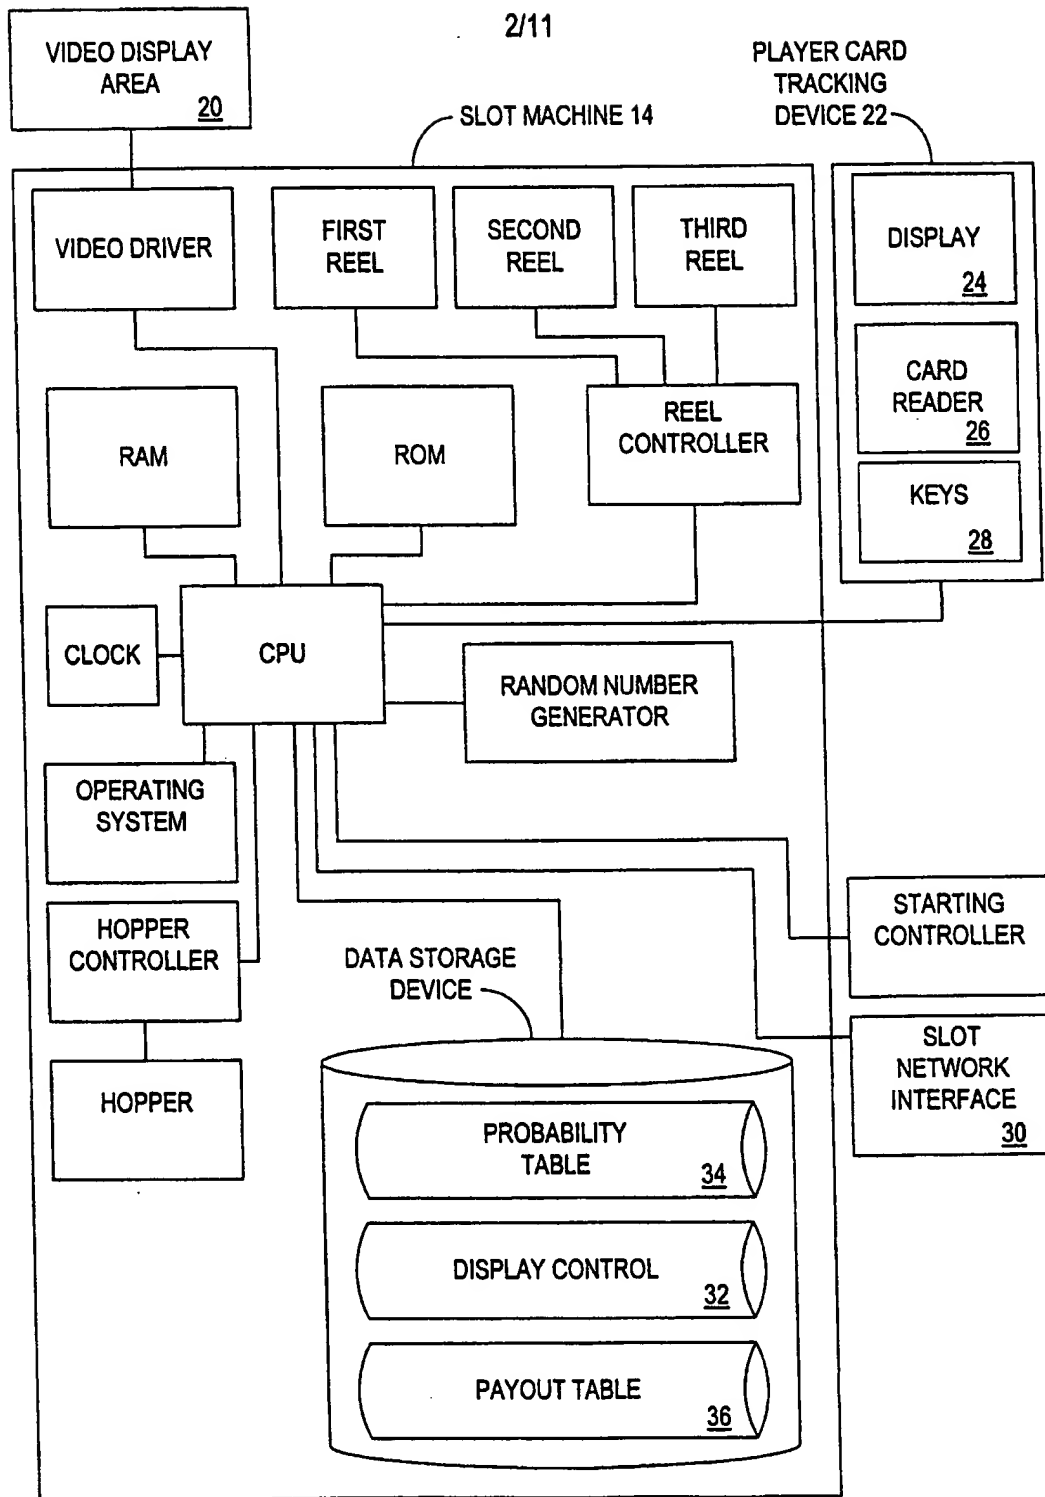 2/11
VIDEO DISPLAY
AREA
20
PLAYER CARD
TRACKING
DEVICE 22
SLOT MACHINE 14
VIDEO DRIVER
FIRST
REEL
SECOND
REEL
THIRD
REEL
DISPLAY
24
CARD
READER
26
KEYS
28
RAM
ROM
REEL
CONTROLLER
CLOCK
CPU
RANDOM NUMBER
GENERATOR
OPERATING
SYSTEM
HOPPER
CONTROLLER
HOPPER
STARTING
CONTROLLER
SLOT
NETWORK
INTERFACE
30
DATA STORAGE
DEVICE
PROBABILITY
TABLE
34
DISPLAY CONTROL
32
PAYOUT TABLE
36